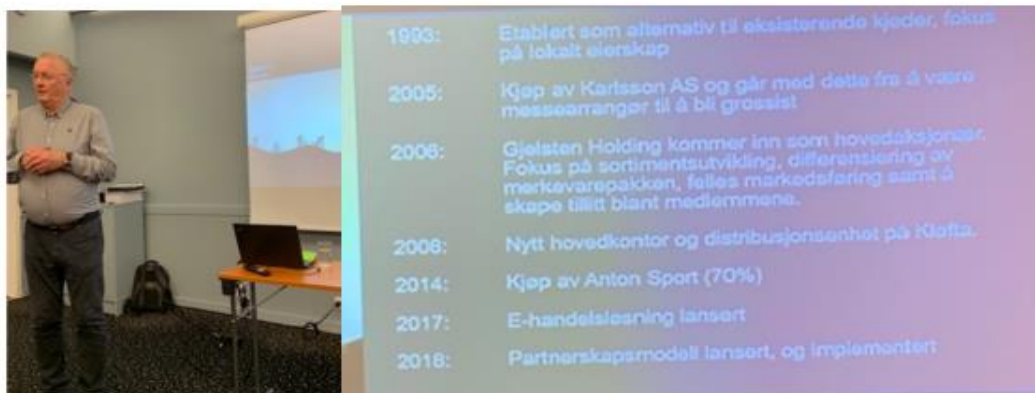 1993: Etablert som alternativ til eksisterende kjeder, fokus
på lokalt eierskap
2005: Kjøp av Karlsson AS og går med dette fra å være
messearrangør til å bli grossist
2006: Gjelsten Holding kommer inn som hovedaksjonær.
Fokus på sortimentsutvikling, differensiering av
merkevarepakken, felles markedsføring samt å
skape tillitt blant medlemmene.
2008: Nytt hovedkontor og distribusjonsenhet på Kløfta.
2014: Kjøp av Anton Sport (70%)
2017: E-handelsløsning lansert
2018: Partnerskapsmodell lansert, og implementert